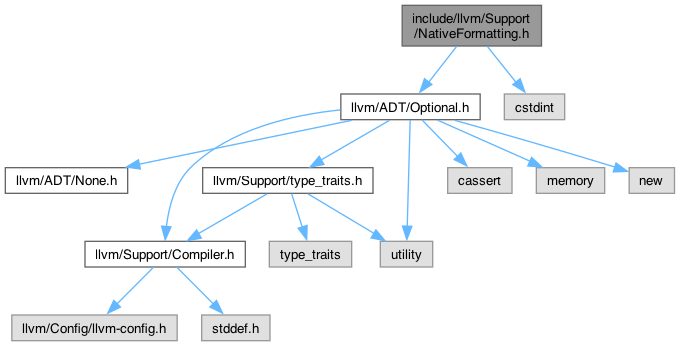 include/llvm/Support
/NativeFormatting.h
llvm/ADT/Optional.h
cstdint
llvm/ADT/None.h
llvm/Support/type_traits.h
cassert
memory
new
llvm/Support/Compiler.h
type_traits
utility
llvm/Config/llvm-config.h
stddef.h